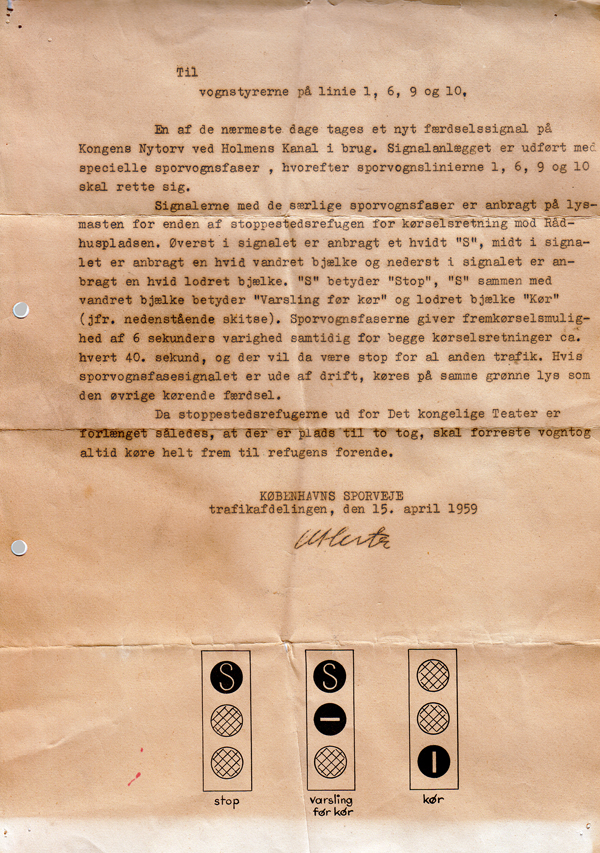 Til
vognstyrerne på linie 1, 6, 9 og 10.
En af de nærmeste dage tages et nyt færdselssignal på
Kongens Nytorv ved Holmens Kanal i brug. Signalanlægget er udført med
specielle sporvognsfaser , hvorefter sporvognslinierne 1, 6, 9 og 10
skal rette sig.
Signalerne med de særlige sporvognsfaser er anbragt på lys-
masten for enden af stoppestedsrefugen for kørselsretning mod Råd-
huspladsen. Øverst i signalet er anbragt et hvidt "S", midt i signa-
let er anbragt en hvid vandret bjælke og nederst i signalet er an-
bragt en hvid lodret bjælke. "S" betyder "Stop", "S" sammen med
vandret bjælke betyder "Varsling før kør" og lodret bjælke "Kør"
(jfr. nedenstående skitse). Sporvognsfaserne giver fremkørselsmulig-
hed af 6 sekunders varighed samtidig for begge kørselsretninger ca.
hvert 40. sekund, og der vil da være stop for al anden trafik. Hvis
sporvognsfasesignalet er ude af drift, køres på samme grønne lys som
den øvrige kørende færdsel.
Da stoppestedsrefugerne ud for Det kongelige Teater er
forlænget således, at der er plads til to tog, skal forreste vogntog
altid køre helt frem til refugens forende.
KØBENHAVNS SPORVEJE
trafikafdelingen, den 15. april 1959
S S
stop varsling kør
før kør